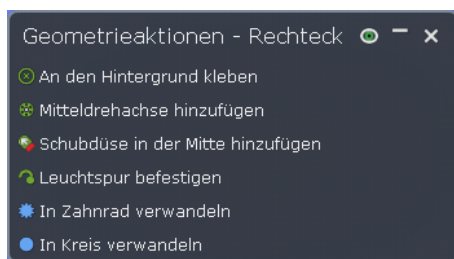 Geometrieaktionen - Rechteck
An den Hintergrund kleben
Mitteldrehachse hinzufügen
Schubdüse in der Mitte hinzufügen
Leuchtspur befestigen
In Zahnrad verwandeln
In Kreis verwandeln